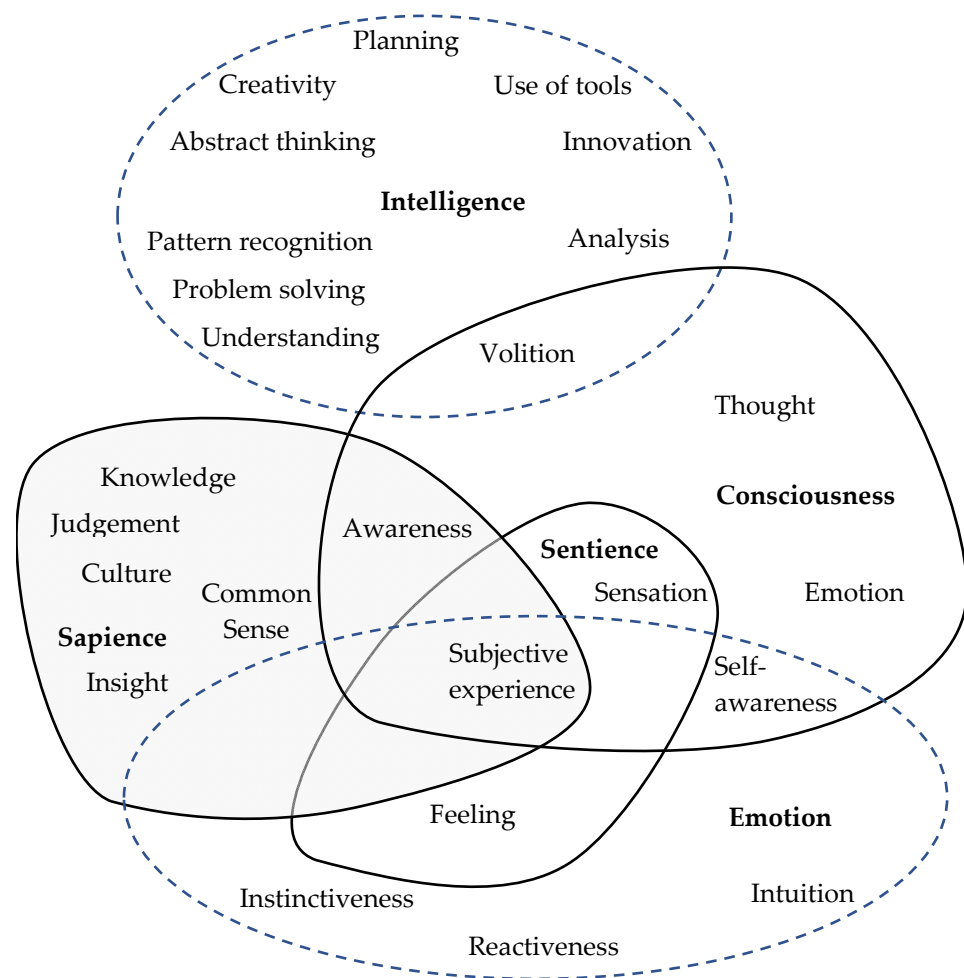 Planning
Creativity
Use of tools
Abstract thinking
Innovation
Intelligence
Pattern recognition
Analysis
Problem solving
Understanding
Volition
Thought
Knowledge
Consciousness
Judgement
Awareness
Sentience
Culture
Common
Sense
Sensation
Emotion
Sapience
Insight
Subjective
experience
Self-
awareness
Feeling
Emotion
Instinctiveness
Intuition
Reactiveness